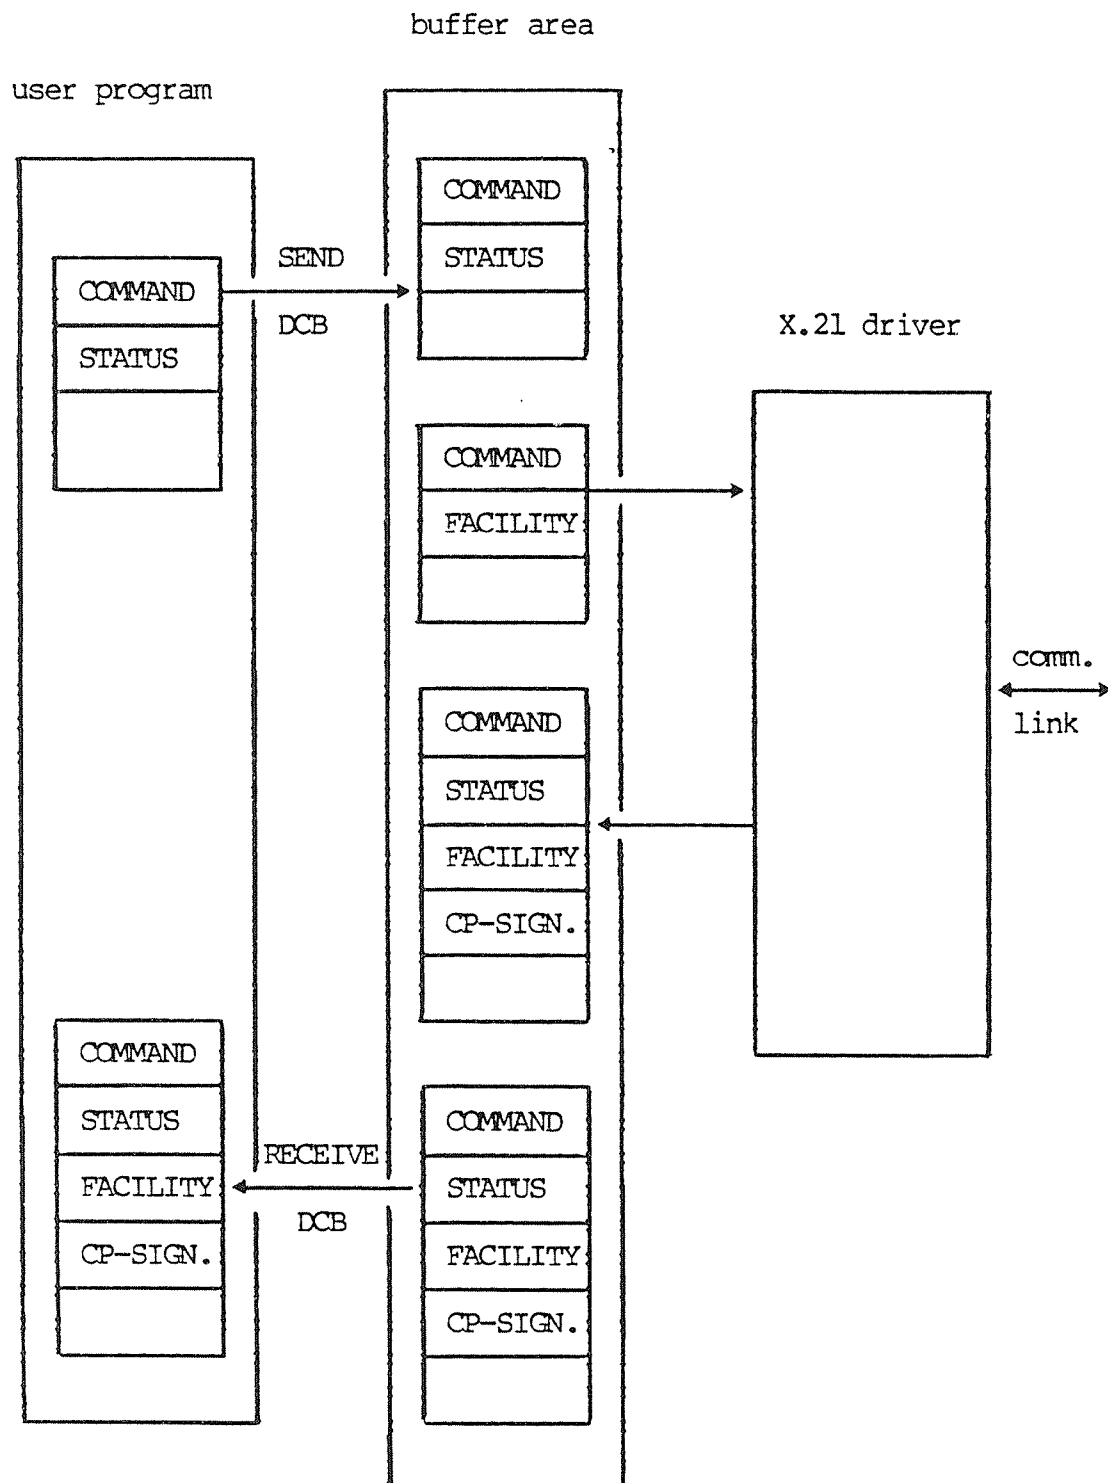 buffer area
user program
COMMAND
STATUS
SEND
DCB
COMMAND
STATUS
X.21 driver
COMMAND
FACILITY
comm.
link
COMMAND
STATUS
FACILITY
CP-SIGN.
COMMAND
STATUS
FACILITY
CP-SIGN.
RECEIVE
DCB
COMMAND
STATUS
FACILITY
CP-SIGN.